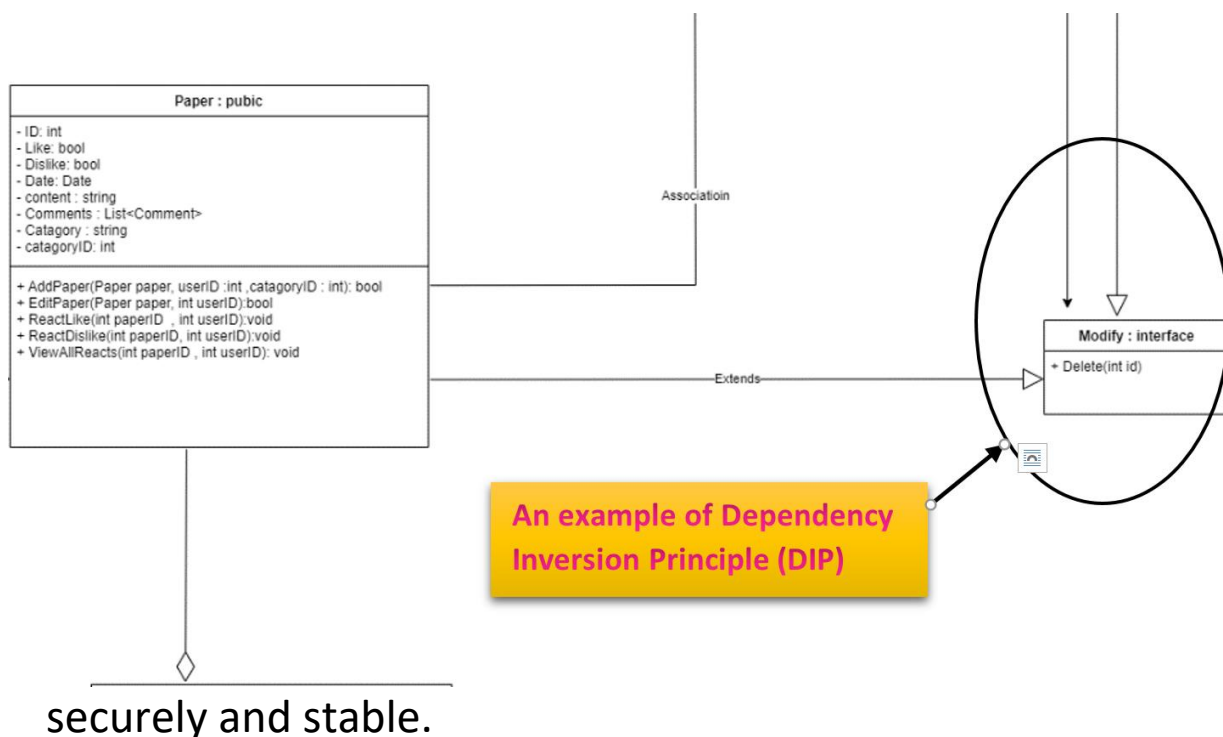 Paper : pubic
- ID: int
- Like: bool
- Dislike: bool
- Date: Date
- content : string
- Comments : List<Comment>
- Catagory : string
- catagoryID: int
+ AddPaper(Paper paper, userID :int ,catagoryID : int): bool
+ EditPaper(Paper paper, int userID):bool
+ ReactLike(int paperID , int userID):void
+ ReactDislike(int paperID, int userID):void
+ ViewAllReacts(int paperID , int userID): void
Associatioin
Modify : interface
+ Delete(int id)
Extends
An example of Dependency
Inversion Principle (DIP)
securely and stable.